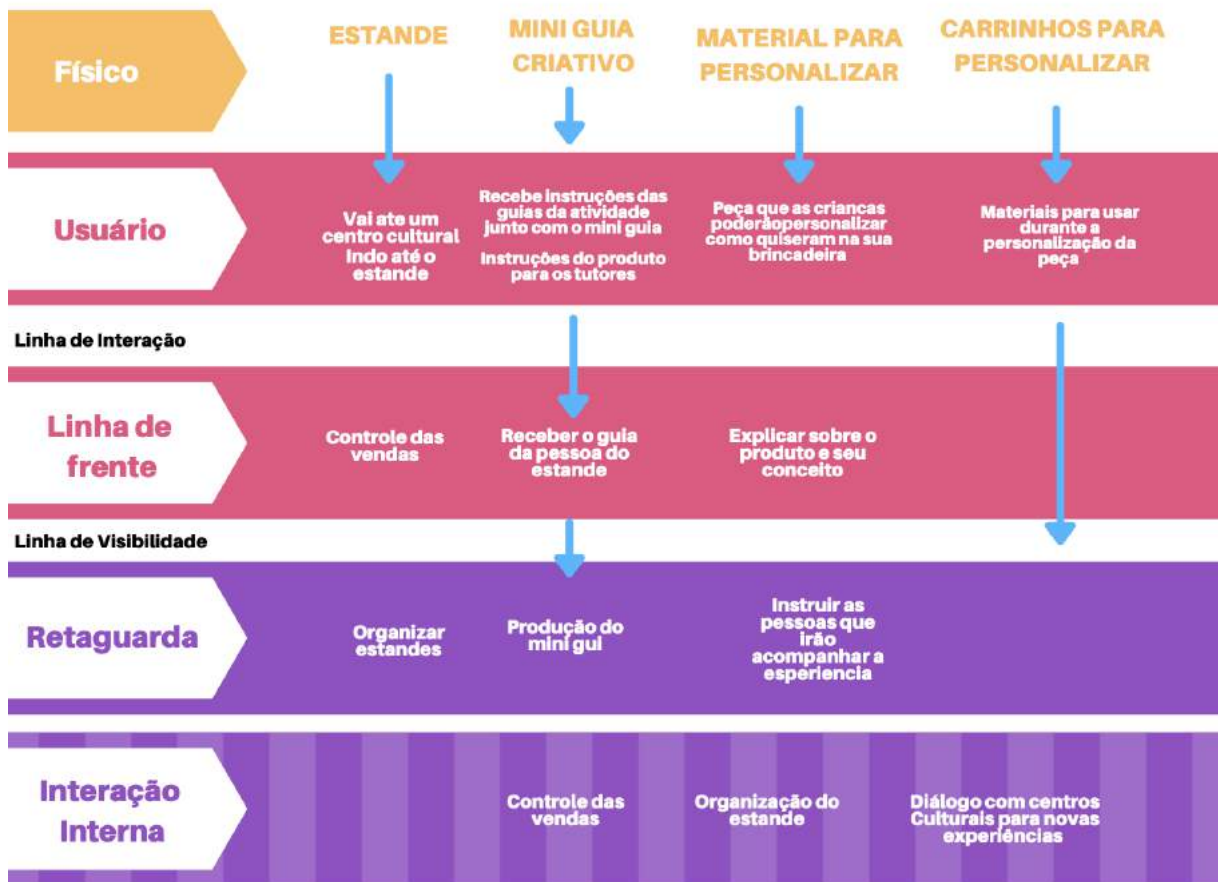 Físico
ESTANDE
MINI GUIA
CRIATIVO
MATERIAL PARA
PERSONALIZAR
CARRINHOS PARA
PERSONALIZAR
Usuário
Vai ate um
centro cultural
Indo até o
estande
Recebe instruções das
guias da atividade
junto com o mini guia
Instruções do produto
para os tutores
Peça que as criancas
poderãopersonalizar
como quiseram na sua
brincadeira
Materiais para usar
durante a
personalização da
peça
Linha de Interação
Linha de
frente
Controle das
vendas
Receber o guia
da pessoa do
estande
Explicar sobre o
produto e seu
conceito
Linha de Visibilidade
Retaguarda
Organizar
estandes
Produção do
mini gui
Instruir as
pessoas que
irão
acompanhar a
esperiencia
Interação
Interna
Controle das
vendas
Organização do
estande
Diálogo com centros
Culturais para novas
experiências